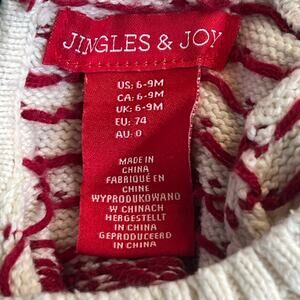 JINGLES & JOY
US: 6-9M
CA: 6-9M
UK: 6-9M
EU: 74
AU: 0
MADE IN
CHINA
FABRIQUÉ EN
CHINE
WYPRODUKOWANO
W CHINACH
HERGESTELLT
IN CHINA
GEPRODUCEERD
IN CHINA